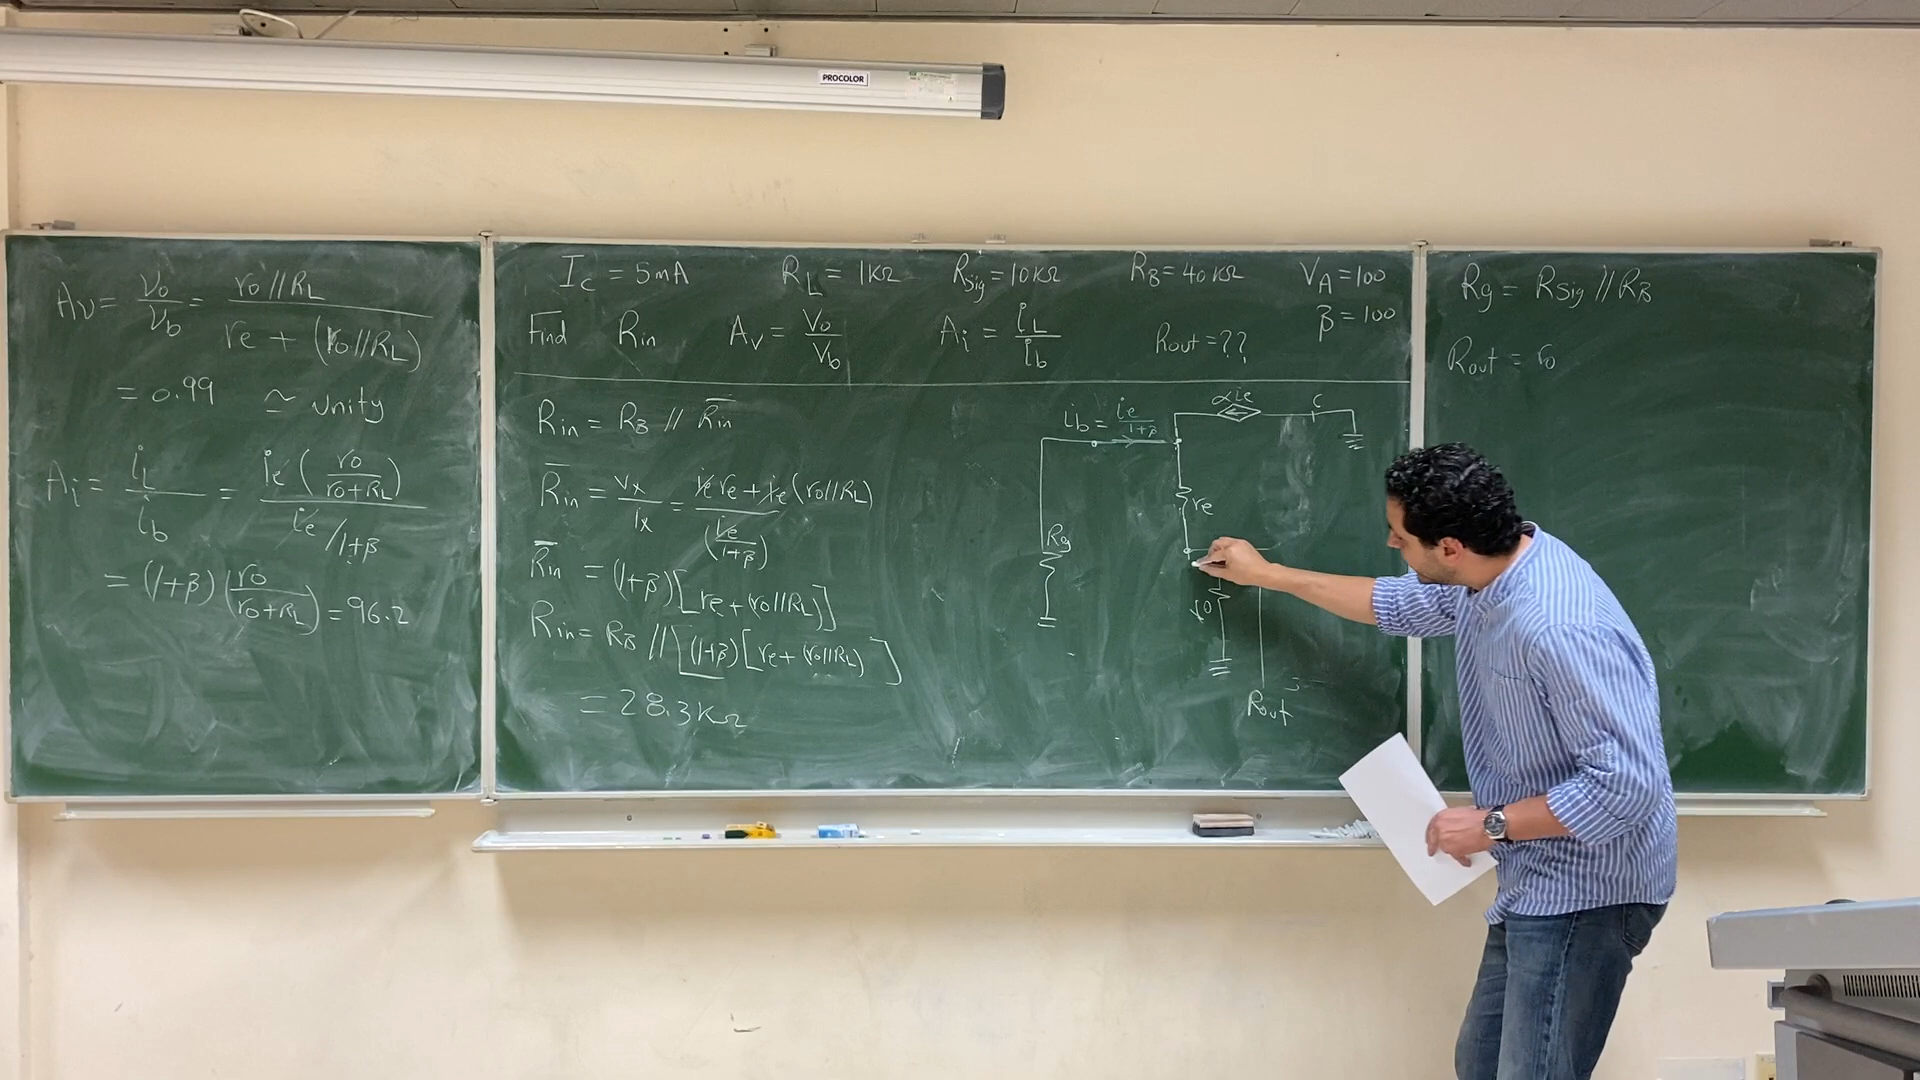 PROCOLOR
Av = Vo/Vb = ro//RL / re + (ro//RL)
= 0.99 ≃ unity
Ai = iL/ib = ie (ro/ro+RL) / ie/1+β
= (1+β) (ro/ro+RL) = 96.2
IC = 5mA RL = 1KΩ Rsig = 10KΩ RB = 40KΩ VA = 100
β = 100
Find Rin Av = Vo/Vb Ai = iL/ib Rout = ??
Rin = RB // R̅in
R̅in = Vx/ix = ie re + ie (ro//RL) / (ie/1+β)
R̅in = (1+β)[re + (ro//RL)]
Rin = RB // [(1+β)[re + (ro//RL)]
= 28.3KΩ
αie
C
ib = ie/1+β
re
Rg
ro
Rout
Rg = Rsig // RB
Rout = ro